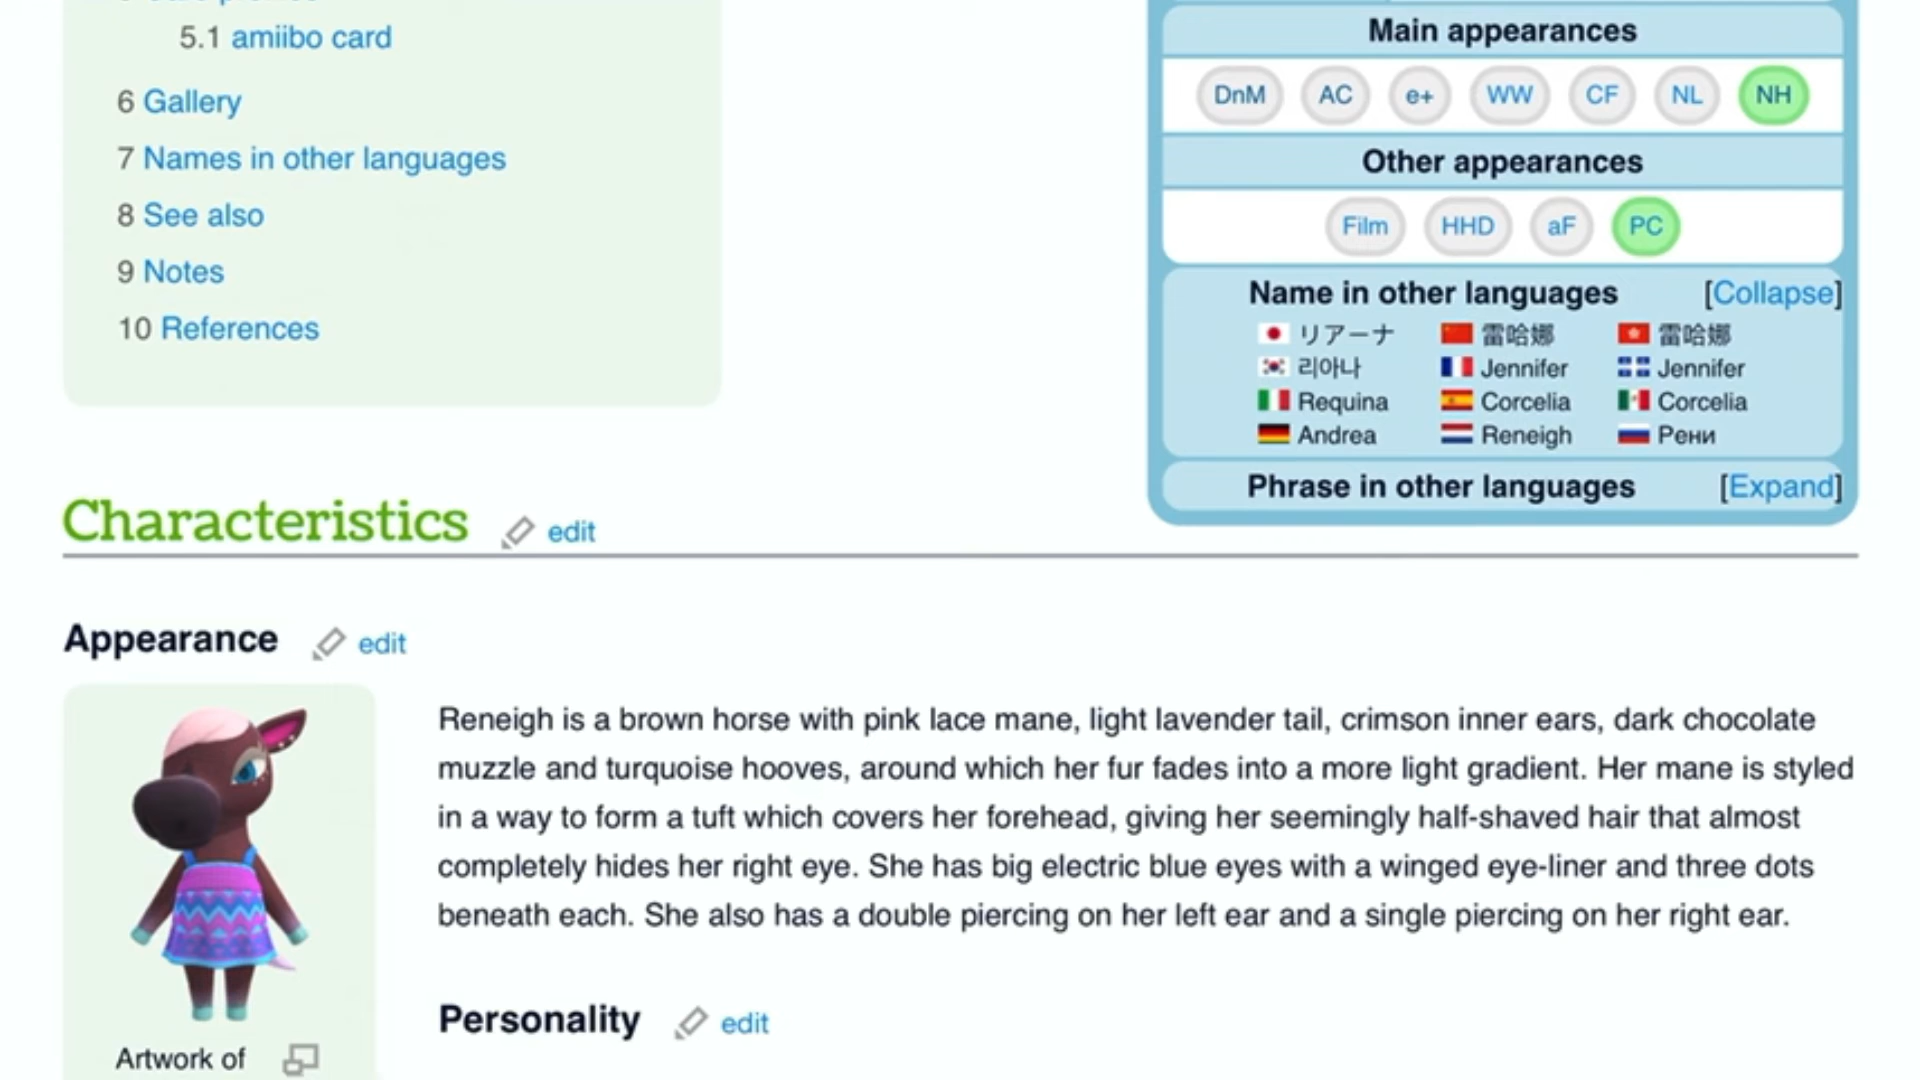 5.1 amiibo card
6 Gallery
7 Names in other languages
8 See also
9 Notes
10 References
Main appearances
DnM AC e+ WW CF NL NH
Other appearances
Film HHD aF PC
Name in other languages [Collapse]
リアーナ 雷哈娜 雷哈娜
리아나 Jennifer Jennifer
Requina Corcelia Corcelia
Andrea Reneigh Рени
Phrase in other languages [Expand]
Characteristics edit
Appearance edit
Reneigh is a brown horse with pink lace mane, light lavender tail, crimson inner ears, dark chocolate
muzzle and turquoise hooves, around which her fur fades into a more light gradient. Her mane is styled
in a way to form a tuft which covers her forehead, giving her seemingly half-shaved hair that almost
completely hides her right eye. She has big electric blue eyes with a winged eye-liner and three dots
beneath each. She also has a double piercing on her left ear and a single piercing on her right ear.
Personality edit
Artwork of